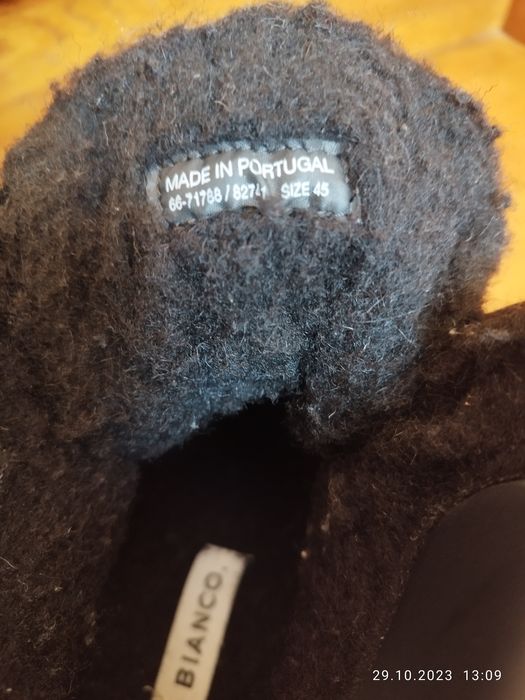 MADE IN PORTUGAL
66-71788 / 82741 SIZE 45
BIANCO.
29.10.2023 13:09